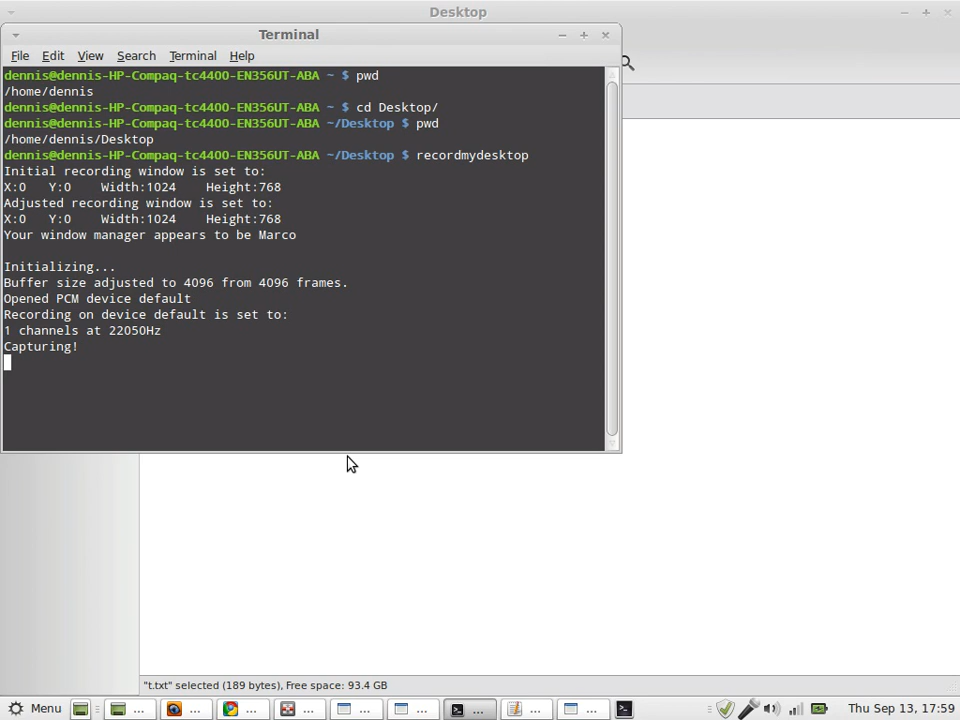 Desktop
Terminal
File Edit View Search Terminal Help
dennis@dennis-HP-Compaq-tc4400-EN356UT-ABA ~ $ pwd
/home/dennis
dennis@dennis-HP-Compaq-tc4400-EN356UT-ABA ~ $ cd Desktop/
dennis@dennis-HP-Compaq-tc4400-EN356UT-ABA ~/Desktop $ pwd
/home/dennis/Desktop
dennis@dennis-HP-Compaq-tc4400-EN356UT-ABA ~/Desktop $ recordmydesktop
Initial recording window is set to:
X:0 Y:0 Width:1024 Height:768
Adjusted recording window is set to:
X:0 Y:0 Width:1024 Height:768
Your window manager appears to be Marco
Initializing...
Buffer size adjusted to 4096 from 4096 frames.
Opened PCM device default
Recording on device default is set to:
1 channels at 22050Hz
Capturing!
"t.txt" selected (189 bytes), Free space: 93.4 GB
Menu ... ... ... ... ... ... ... ... ... Thu Sep 13, 17:59